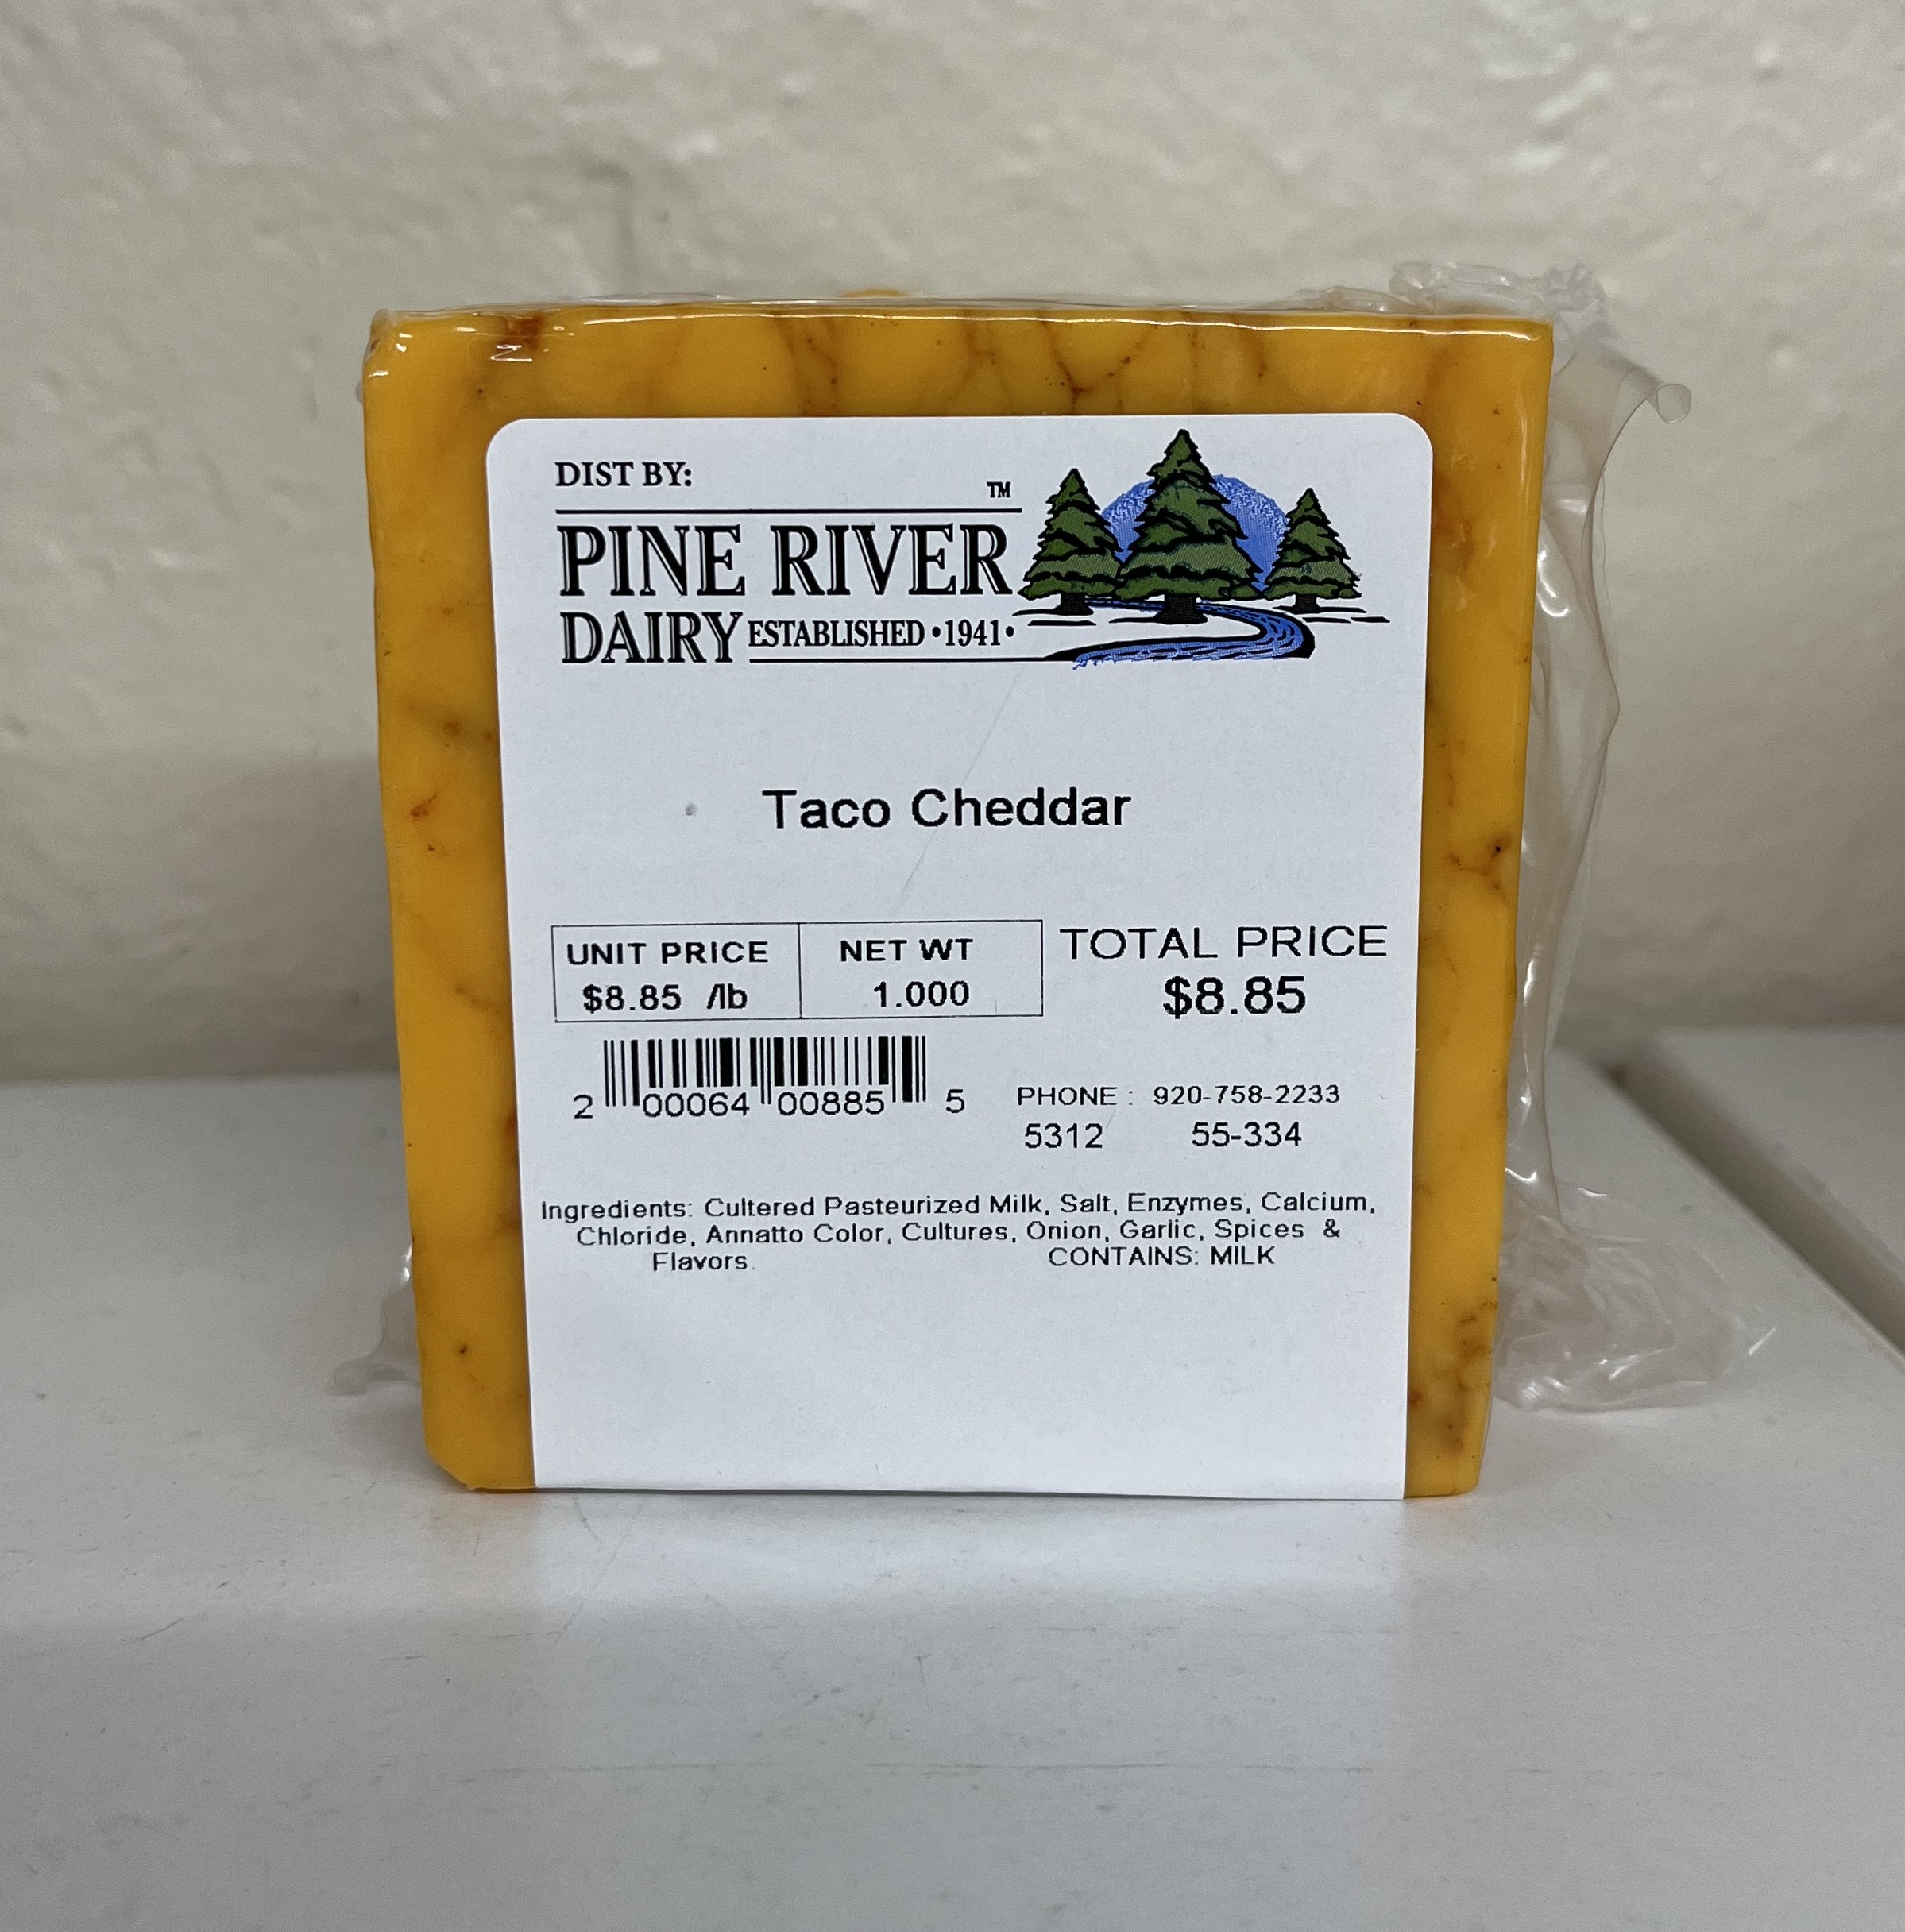 DIST BY:
TM
PINE RIVER
DAIRY ESTABLISHED •1941•
Taco Cheddar
UNIT PRICE NET WT TOTAL PRICE
$8.85 /lb 1.000 $8.85
2 00064 00885 5
PHONE : 920-758-2233
5312 55-334
Ingredients: Cultered Pasteurized Milk, Salt, Enzymes, Calcium,
Chloride, Annatto Color, Cultures, Onion, Garlic, Spices &
Flavors. CONTAINS: MILK